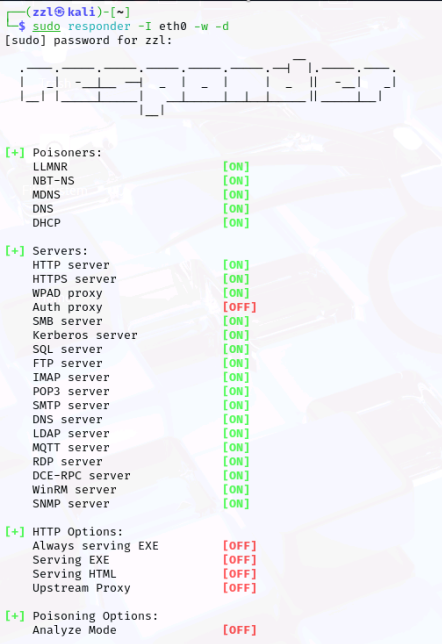 ┌──(zzl㉿kali)-[~]
└─$ sudo responder -I eth0 -w -d
[sudo] password for zzl:
[+] Poisoners:
LLMNR [ON]
NBT-NS [ON]
MDNS [ON]
DNS [ON]
DHCP [ON]
[+] Servers:
HTTP server [ON]
HTTPS server [ON]
WPAD proxy [ON]
Auth proxy [OFF]
SMB server [ON]
Kerberos server [ON]
SQL server [ON]
FTP server [ON]
IMAP server [ON]
POP3 server [ON]
SMTP server [ON]
DNS server [ON]
LDAP server [ON]
MQTT server [ON]
RDP server [ON]
DCE-RPC server [ON]
WinRM server [ON]
SNMP server [ON]
[+] HTTP Options:
Always serving EXE [OFF]
Serving EXE [OFF]
Serving HTML [OFF]
Upstream Proxy [OFF]
[+] Poisoning Options:
Analyze Mode [OFF]